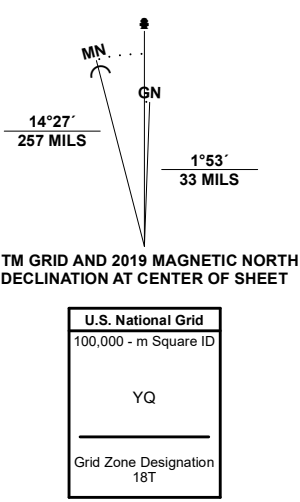 MN
GN
14°27´
257 MILS
1°53´
33 MILS
TM GRID AND 2019 MAGNETIC NORTH
DECLINATION AT CENTER OF SHEET
U.S. National Grid
100,000 - m Square ID
YQ
Grid Zone Designation
18T